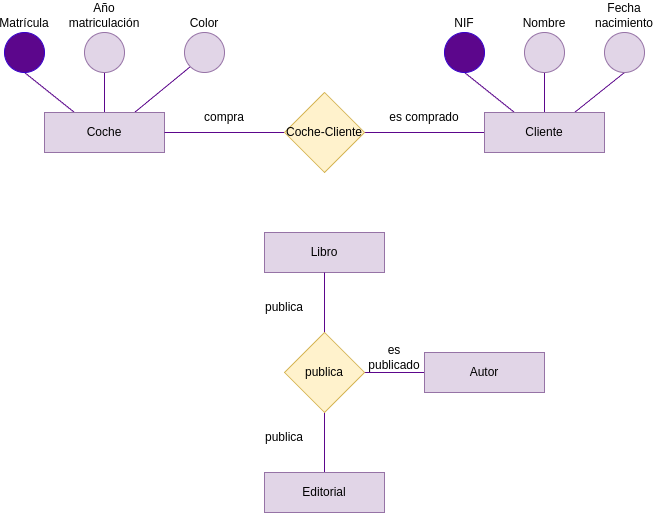 Matrícula
Año
matriculación
Color
NIF
Nombre
Fecha
nacimiento
Coche
compra
Coche-Cliente
es comprado
Cliente
Libro
publica
publica
es
publicado
Autor
publica
Editorial